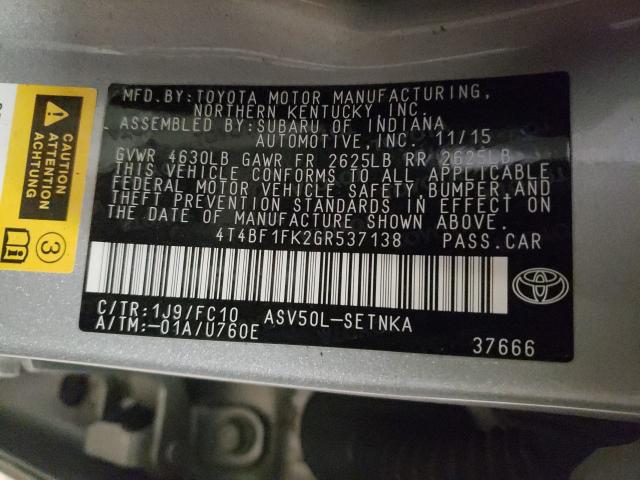 MFD.BY:TOYOTA MOTOR MANUFACTURING,
NORTHERN KENTUCKY INC.
ASSEMBLED BY:SUBARU OF INDIANA
AUTOMOTIVE,INC. 11/15
GVWR 4630LB GAWR FR 2625LB RR 2625LB
THIS VEHICLE CONFORMS TO ALL APPLICABLE
FEDERAL MOTOR VEHICLE SAFETY, BUMPER,AND
THEFT PREVENTION STANDARDS IN EFFECT ON
THE DATE OF MANUFACTURE SHOWN ABOVE.
4T4BF1FK2GR537138 PASS.CAR
C/TR:1J9/FC10 ASV50L-SETNKA
A/TM:-01A/U760E
37666
CAUTION
ATTENTION
ACHTUNG
3